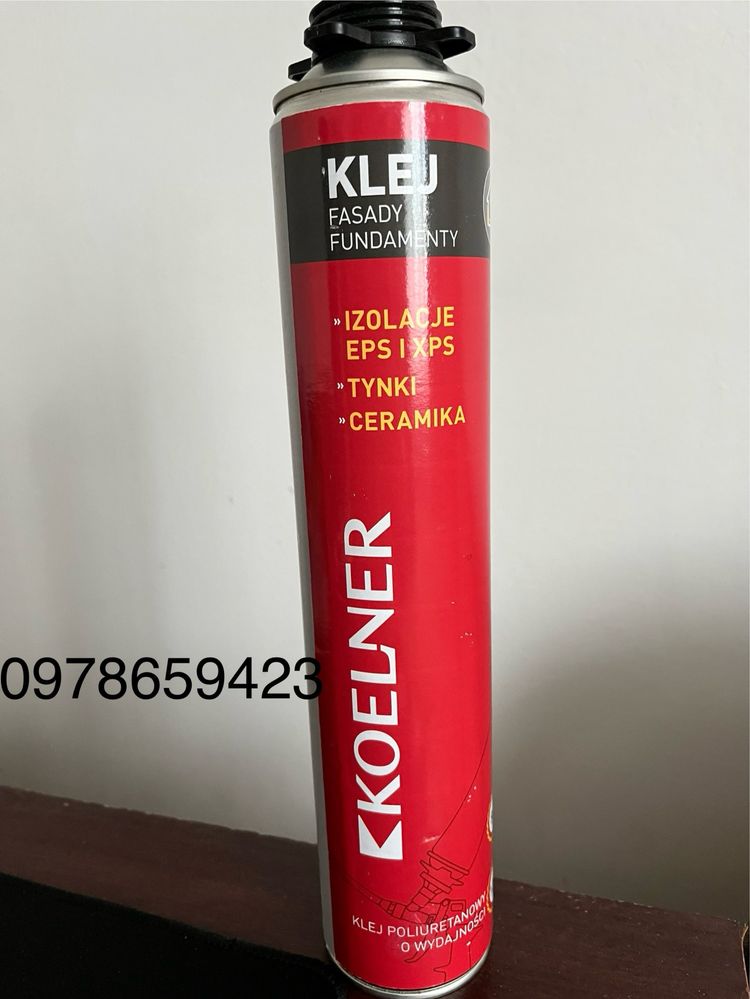 KLEJ
FASADY
FUNDAMENTY
» IZOLACJE
EPS I XPS
» TYNKI
» CERAMIKA
KOELNER
0978659423
KLEJ POLIURETANOWY
O WYDAJNOŚCI